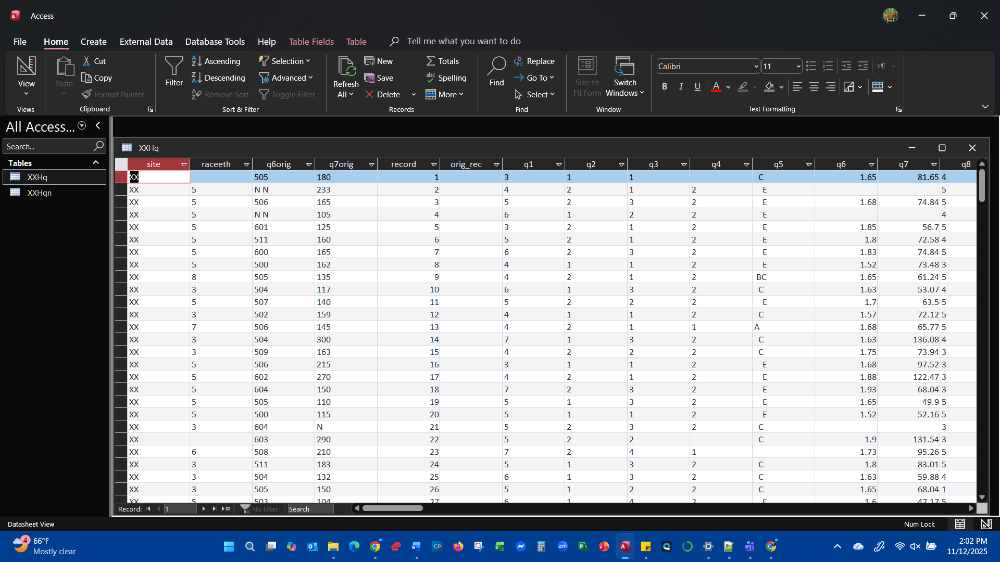 Access
File Home Create External Data Database Tools Help Table Fields Table Tell me what you want to do
View Paste Cut Copy Format Painter Filter Ascending Descending Remove Sort Selection Advanced Toggle Filter Refresh All New Save Delete Totals Spelling More Find Replace Go To Select Size to Fit Form Switch Windows Calibri 11
Views Clipboard Sort & Filter Records Find Window Text Formatting
All Access...
Search...
Tables
XXHq
XXHqn
XXHq
site raceeth q6orig q7orig record orig_rec q1 q2 q3 q4 q5 q6 q7 q8
XX 505 180 1 3 1 1 C 1.65 81.65 4
XX 5 N N 233 2 4 2 1 2 E 5
XX 5 506 165 3 5 2 3 2 E 1.68 74.84 5
XX 5 N N 105 4 6 1 2 2 E 4
XX 5 601 125 5 3 2 1 2 E 1.85 56.7 5
XX 5 511 160 6 5 2 1 2 E 1.8 72.58 4
XX 5 600 165 7 6 2 3 2 E 1.83 74.84 5
XX 5 500 162 8 4 1 1 2 E 1.52 73.48 3
XX 8 505 135 9 4 2 1 2 BC 1.65 61.24 5
XX 3 504 117 10 6 1 3 2 C 1.63 53.07 4
XX 5 507 140 11 5 2 2 2 E 1.7 63.5 5
XX 3 502 159 12 4 1 1 2 C 1.57 72.12 5
XX 7 506 145 13 4 2 1 1 A 1.68 65.77 5
XX 3 504 300 14 7 1 3 2 C 1.63 136.08 4
XX 3 509 163 15 4 2 2 2 C 1.75 73.94 3
XX 5 506 215 16 3 1 1 2 E 1.68 97.52 3
XX 5 602 270 17 4 2 1 2 E 1.88 122.47 3
XX 5 604 150 18 7 2 3 2 E 1.93 68.04 3
XX 5 505 110 19 5 1 3 2 E 1.65 49.9 5
XX 5 500 115 20 5 1 1 2 E 1.52 52.16 5
XX 3 604 N 21 5 2 3 2 C 3
XX 603 290 22 5 2 2 C 1.9 131.54 3
XX 6 508 210 23 7 2 4 1 1.73 95.26 5
XX 3 511 183 24 5 1 3 2 C 1.8 83.01 5
XX 3 504 132 25 6 1 3 2 C 1.63 59.88 4
XX 3 505 150 26 5 1 2 2 C 1.65 68.04 1
XX 5 503 104 27 6 1 4 2 E 1.6 47.17 5
Record: 1 No Filter Search
Datasheet View Num Lock
4 66°F
Mostly clear
2:02 PM
11/12/2025